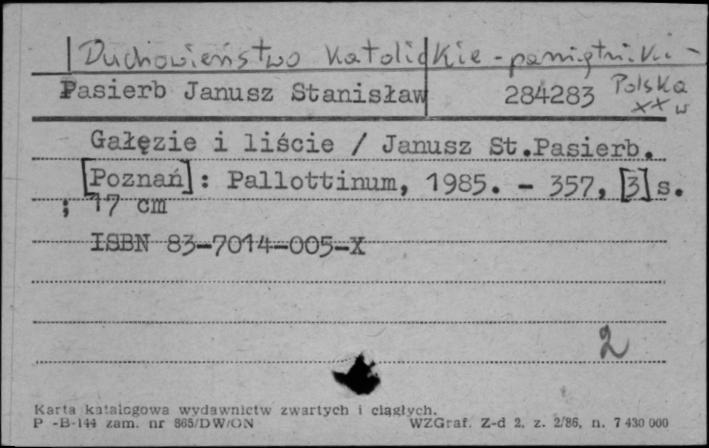 Duchowieństwo katolickie - pamiętniki -
Pasierb Janusz Stanisław 284283 Polska
XX w
Gałęzie i liście / Janusz St.Pasierb.
[Poznań]: Pallottinum, 1985. - 357, [3] s.
; 17 cm
ISBN 83-7014-005-X
2
Karta katalogowa wydawnictw zwartych i ciągłych.
P -B-144 zam. nr 865/DW/ON WZGraf. Z-d 2, z. 2/86, n. 7 430 000